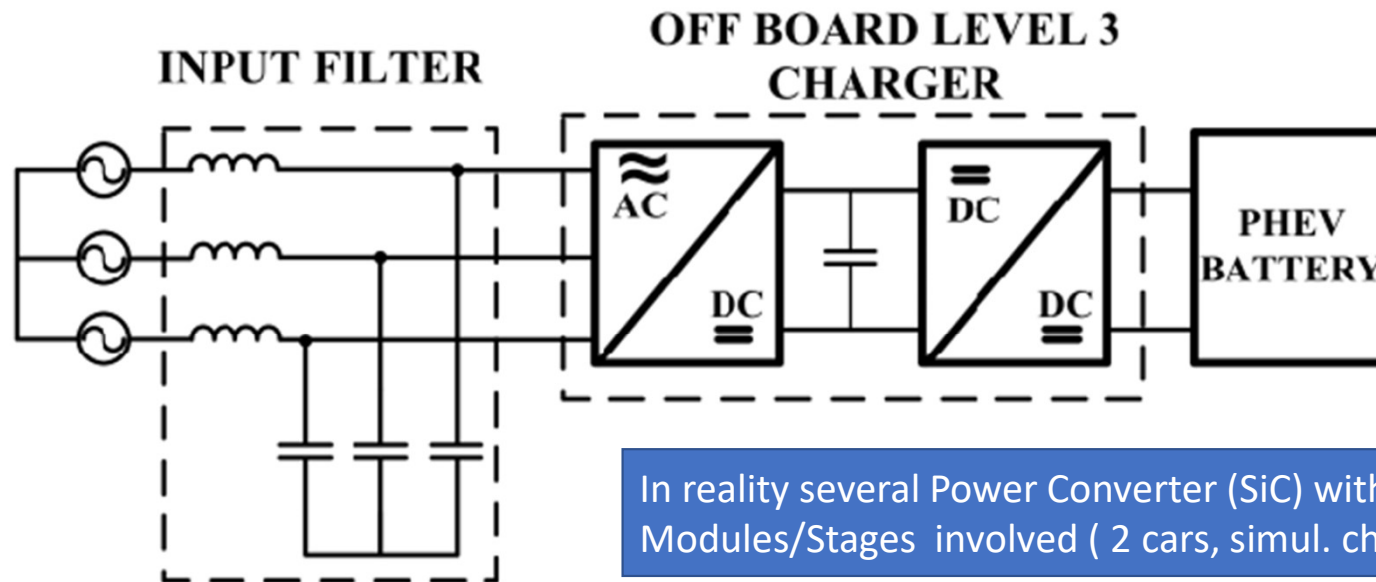 OFF BOARD LEVEL 3
CHARGER
INPUT FILTER
AC
DC
DC
DC
PHEV
BATTERY
In reality several Power Converter (SiC) with
Modules/Stages involved ( 2 cars, simul. ch